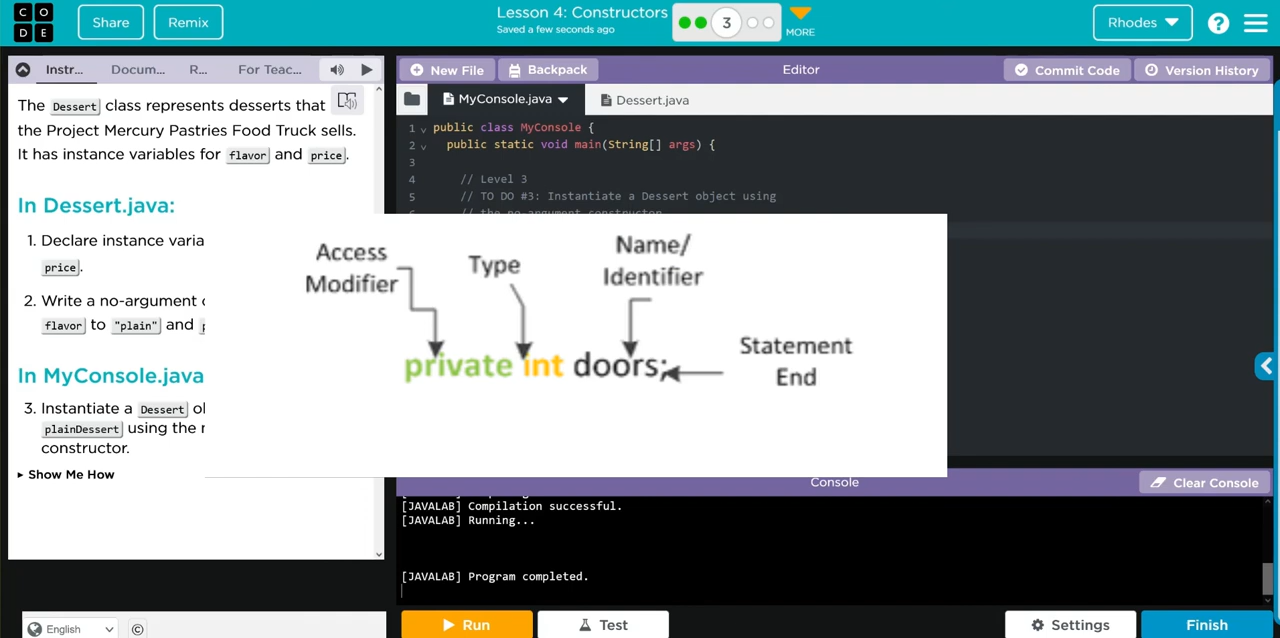 C O
D E
Share
Remix
Lesson 4: Constructors
Saved a few seconds ago
3
MORE
Rhodes
?
Instr...
Docum...
R...
For Teac...
New File
Backpack
Editor
Commit Code
Version History
The Dessert class represents desserts that
the Project Mercury Pastries Food Truck sells.
It has instance variables for flavor and price.
In Dessert.java:
1. Declare instance varia
price.
2. Write a no-argument
flavor to "plain" and
In MyConsole.java
3. Instantiate a Dessert
plainDessert using the
constructor.
Show Me How
MyConsole.java
Dessert.java
1 public class MyConsole {
2 public static void main(String[] args) {
3
4 // Level 3
5 // TO DO #3: Instantiate a Dessert object using
// the no-argument constructor
Access
Modifier
Type
Name/
Identifier
private int doors;
Statement
End
Console
Clear Console
[JAVALAB] Compilation successful.
[JAVALAB] Running...
[JAVALAB] Program completed.
English
©
Run
Test
Settings
Finish